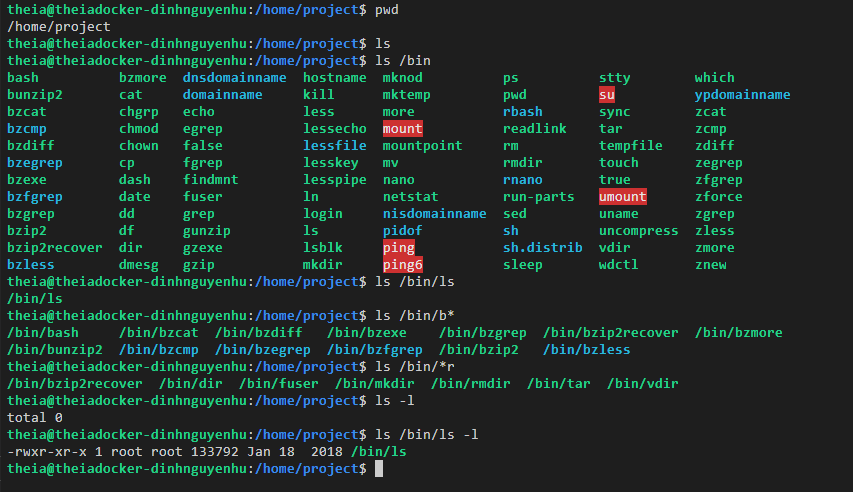 theia@theiadocker-dinhnguyenhu:/home/project$ pwd
/home/project
theia@theiadocker-dinhnguyenhu:/home/project$ ls
theia@theiadocker-dinhnguyenhu:/home/project$ ls /bin
bash bzmore dnsdomainname hostname mknod ps stty which
bunzip2 cat domainname kill mktemp pwd su ypdomainname
bzcat chgrp echo less more rbash sync zcat
bzcmp chmod egrep lessecho mount readlink tar zcmp
bzdiff chown false lessfile mountpoint rm tempfile zdiff
bzegrep cp fgrep lesskey mv rmdir touch zegrep
bzexe dash findmnt lesspipe nano rnano true zfgrep
bzfgrep date fuser ln netstat run-parts umount zforce
bzgrep dd grep login nisdomainname sed uname zgrep
bzip2 df gunzip ls pidof sh uncompress zless
bzip2recover dir gzexe lsblk ping sh.distrib vdir zmore
bzless dmesg gzip mkdir ping6 sleep wdctl znew
theia@theiadocker-dinhnguyenhu:/home/project$ ls /bin/ls
/bin/ls
theia@theiadocker-dinhnguyenhu:/home/project$ ls /bin/b*
/bin/bash /bin/bzcat /bin/bzdiff /bin/bzexe /bin/bzgrep /bin/bzip2recover /bin/bzmore
/bin/bunzip2 /bin/bzcmp /bin/bzegrep /bin/bzfgrep /bin/bzip2 /bin/bzless
theia@theiadocker-dinhnguyenhu:/home/project$ ls /bin/*r
/bin/bzip2recover /bin/dir /bin/fuser /bin/mkdir /bin/rmdir /bin/tar /bin/vdir
theia@theiadocker-dinhnguyenhu:/home/project$ ls -l
total 0
theia@theiadocker-dinhnguyenhu:/home/project$ ls /bin/ls -l
-rwxr-xr-x 1 root root 133792 Jan 18 2018 /bin/ls
theia@theiadocker-dinhnguyenhu:/home/project$